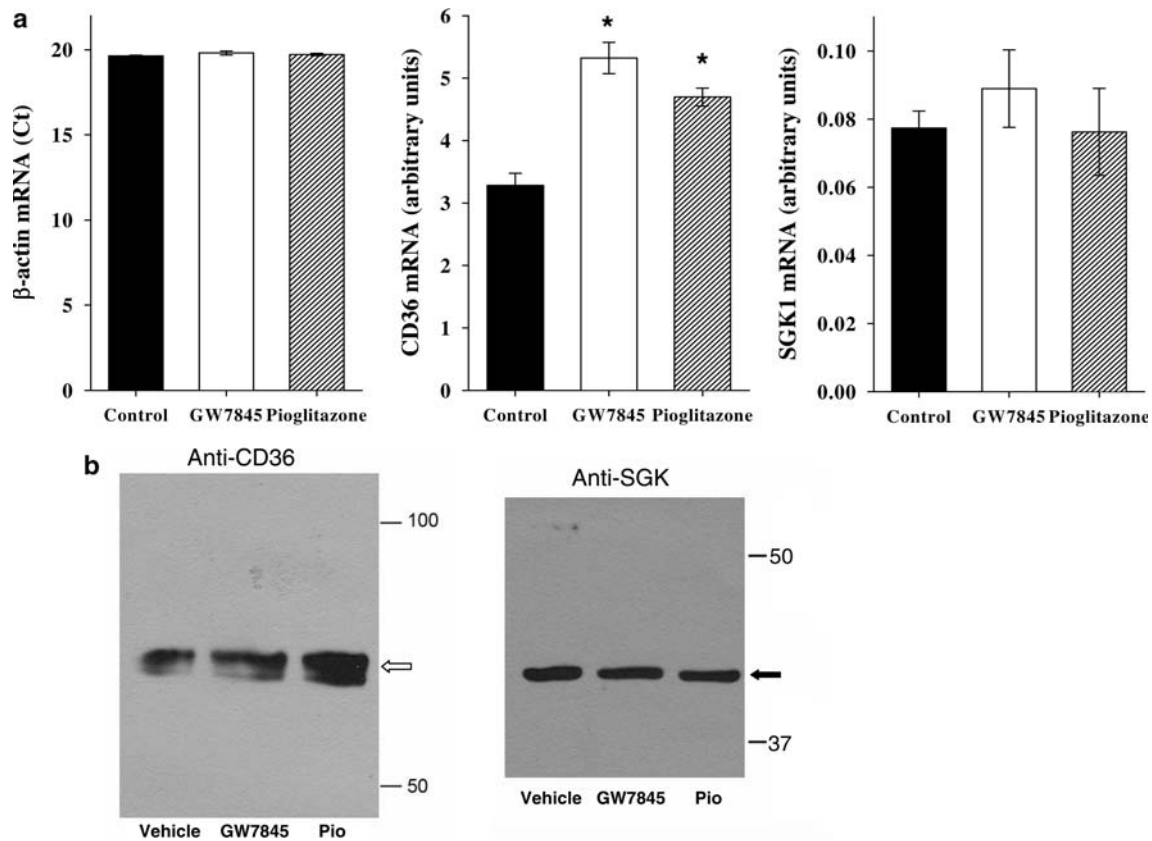 a
β-actin mRNA (Ct)
20
15
10
5
0
Control GW7845 Pioglitazone
CD36 mRNA (arbitrary units)
6
5
4
3
2
1
0
*
*
Control GW7845 Pioglitazone
SGK1 mRNA (arbitrary units)
0.10
0.08
0.06
0.04
0.02
0.00
Control GW7845 Pioglitazone
b
Anti-CD36
100
50
Vehicle GW7845 Pio
Anti-SGK
50
37
Vehicle GW7845 Pio